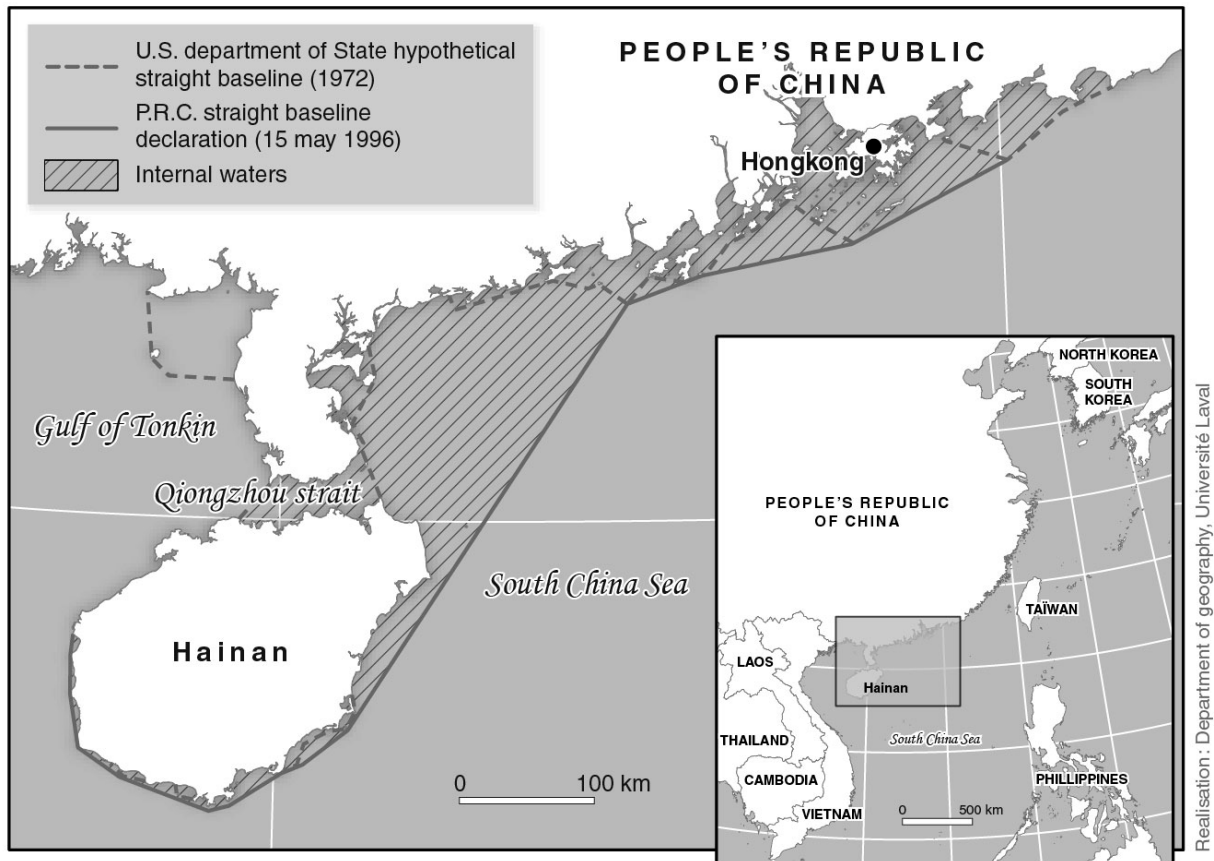 U.S. department of State hypothetical
straight baseline (1972)
P.R.C. straight baseline
declaration (15 may 1996)
Internal waters
PEOPLE'S REPUBLIC
OF CHINA
Hongkong
Gulf of Tonkin
Qiongzhou strait
South China Sea
Hainan
0 100 km
NORTH KOREA
SOUTH
KOREA
PEOPLE'S REPUBLIC
OF CHINA
TAÏWAN
LAOS
Hainan
THAILAND
South China Sea
CAMBODIA
PHILLIPPINES
VIETNAM
0 500 km
Realisation : Department of geography, Université Laval